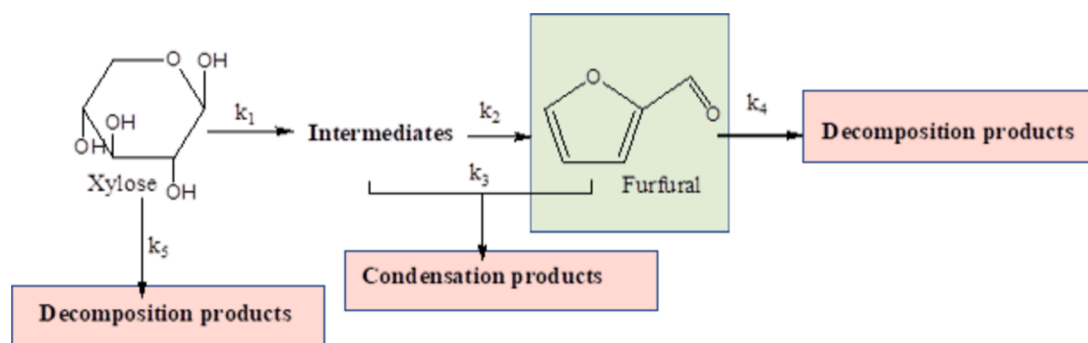 O
OH
k1
OH
OH
OH
Xylose
Intermediates
k2
k3
O
O
Furfural
k4
Decomposition products
k5
Decomposition products
Condensation products